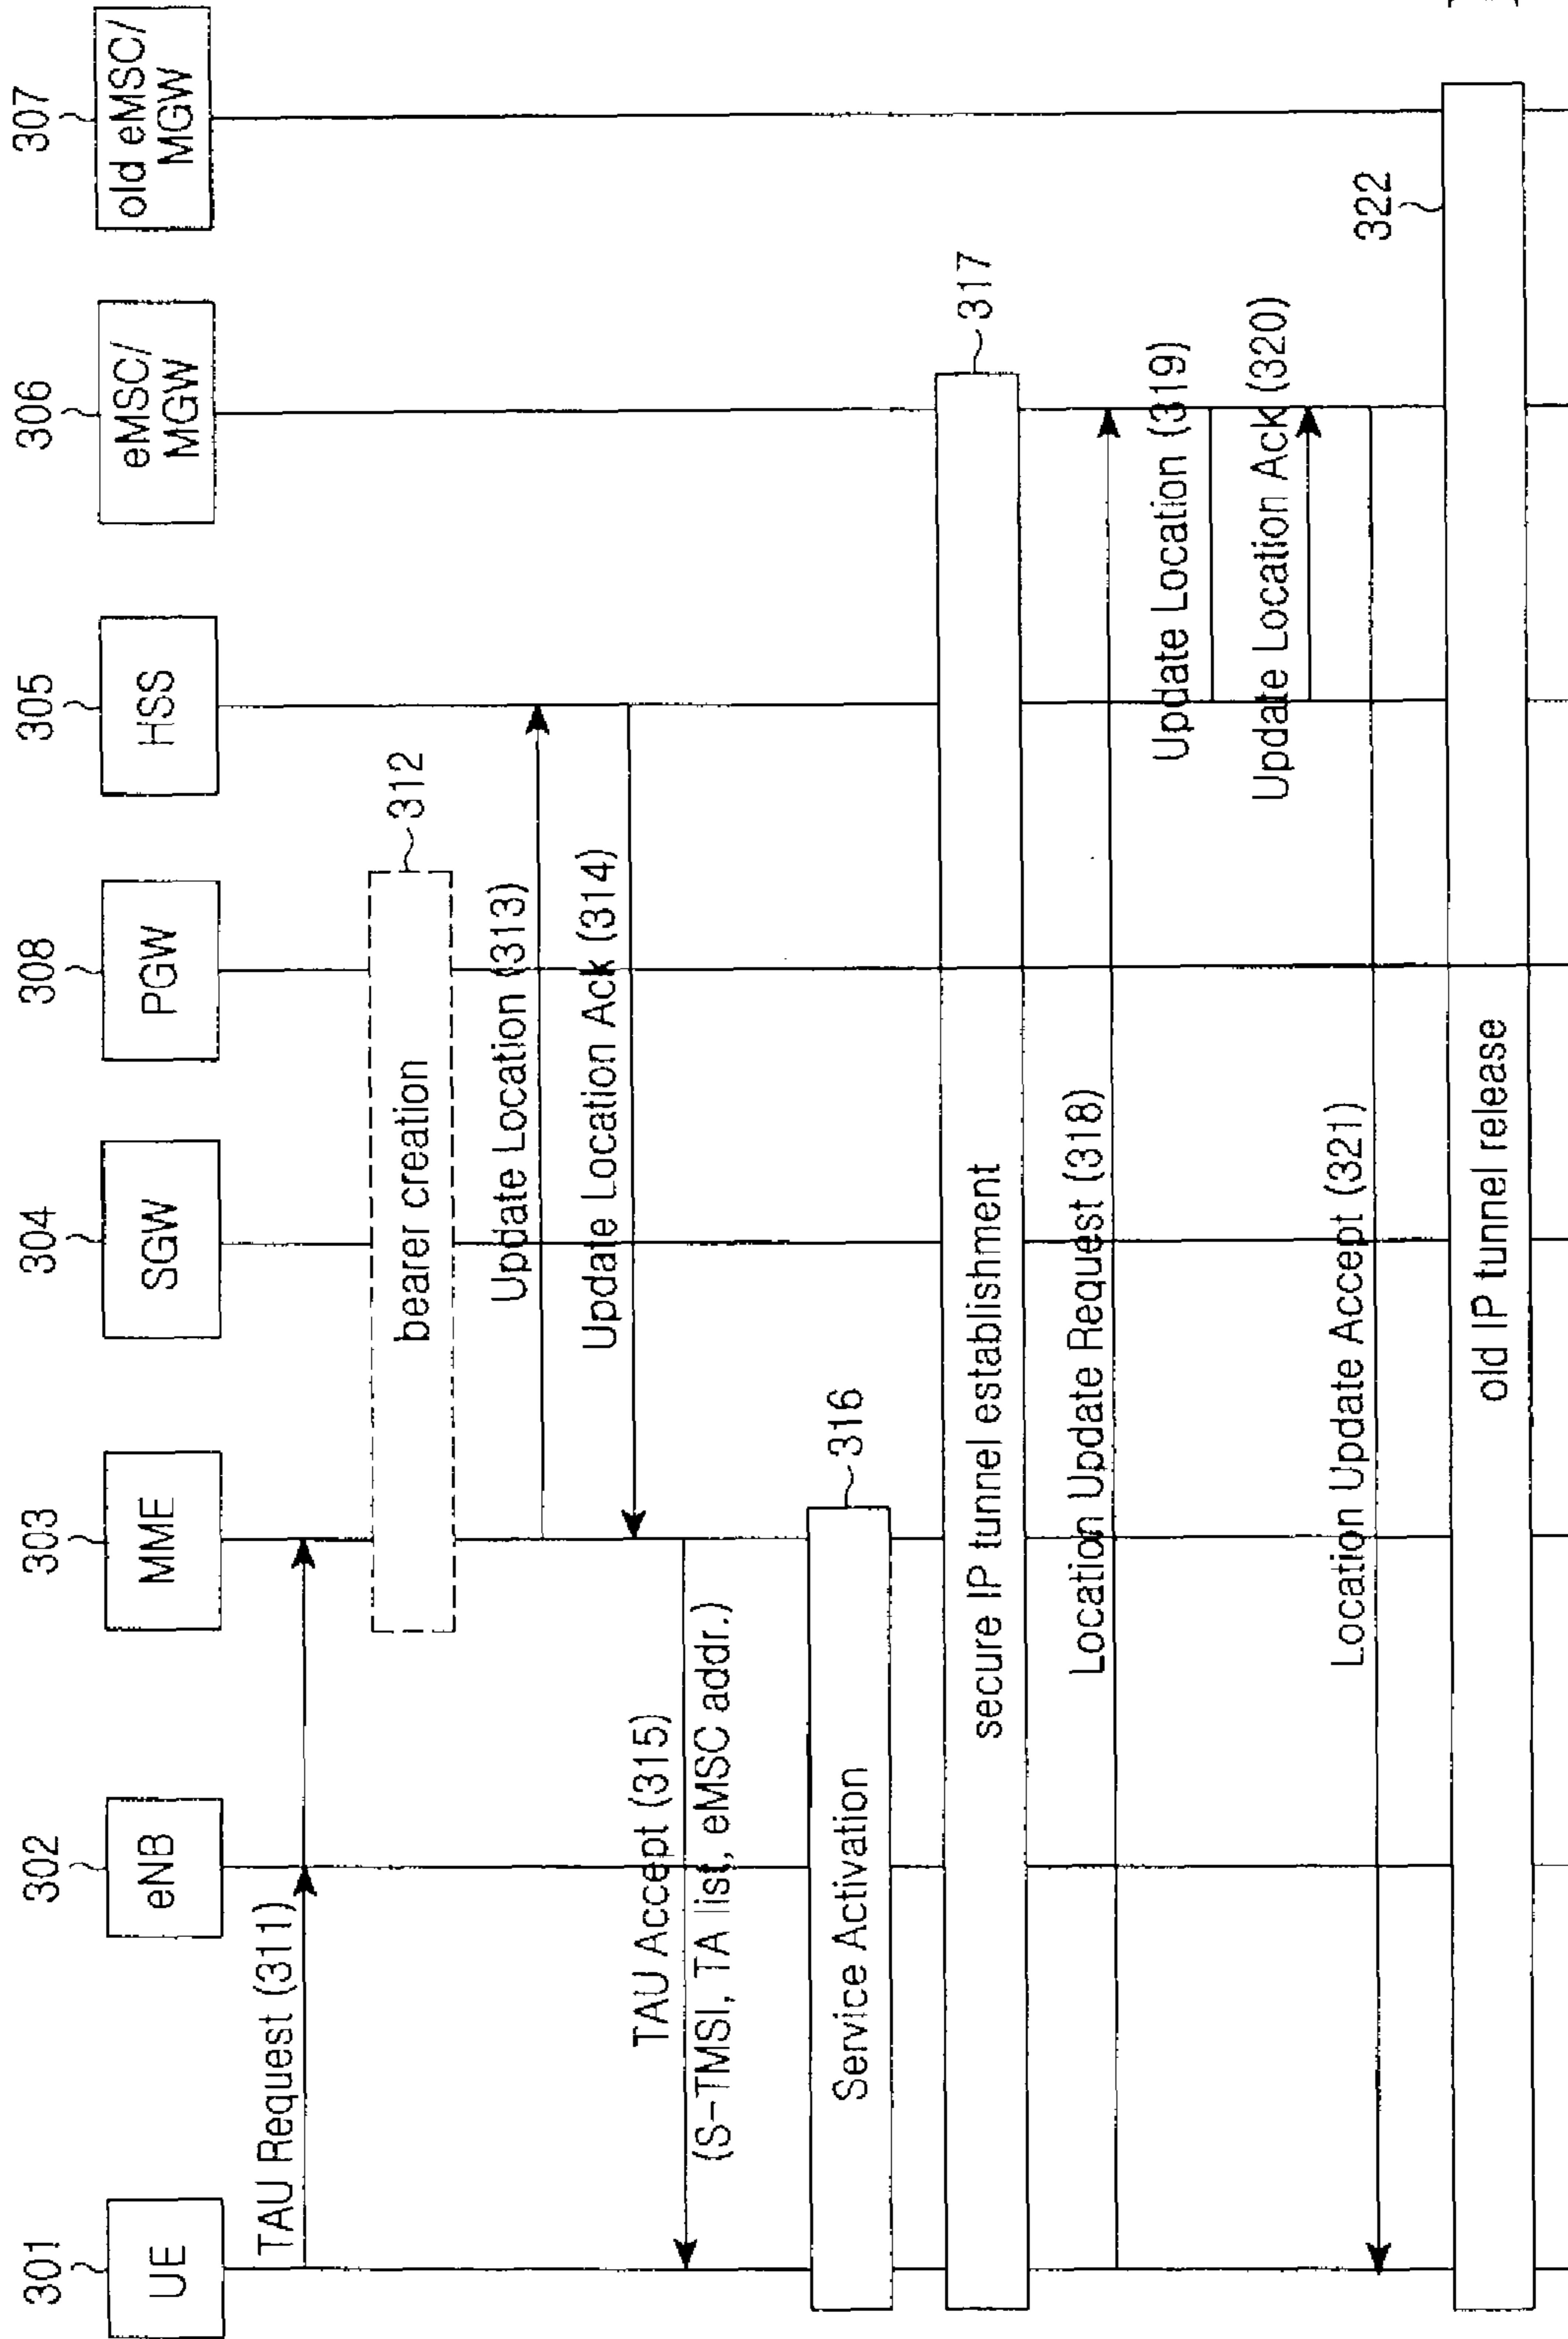 301
302
303
304
308
305
306
307
UE
eNB
MME
SGW
PGW
HSS
eMSC/
MGW
old eMSC/
MGW
TAU Request (311)
bearer creation
312
Update Location (313)
Update Location Ack (314)
TAU Accept (315)
(S-TMSI, TA list, eMSC addr.)
Service Activation
316
secure IP tunnel establishment
317
Location Update Request (318)
Update Location (319)
Update Location Ack (320)
Location Update Accept (321)
322
old IP tunnel release